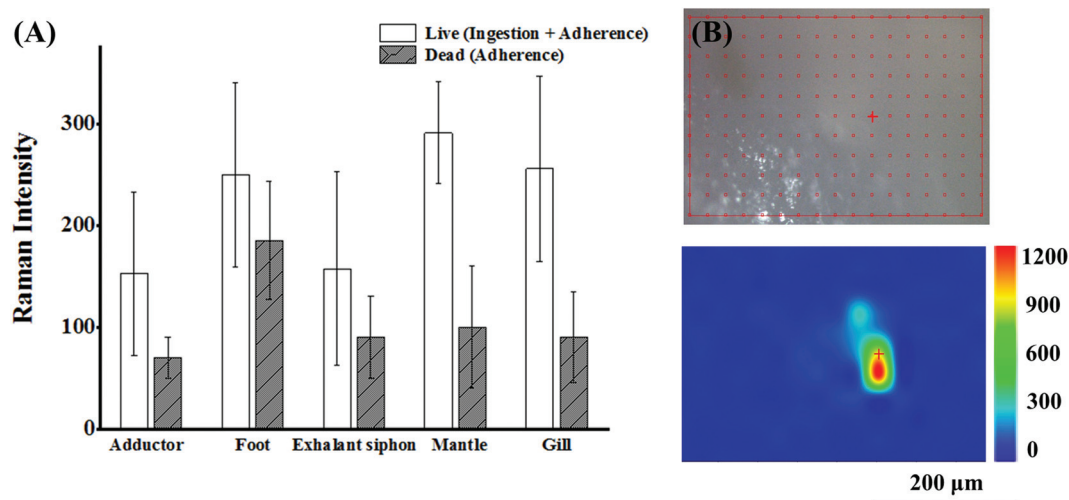 (A)
Live (Ingestion + Adherence)
Dead (Adherence)
Raman Intensity
300
200
100
0
Adductor
Foot
Exhalant siphon
Mantle
Gill
(B)
1200
900
600
300
0
200 µm